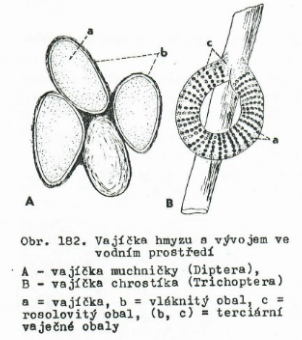 a
b
c
a
A
B
Obr. 182. Vajíčka hmyzu s vývojem ve
vodním prostředí
A - vajíčka muchničky (Diptera),
B - vajíčka chrostíka (Trichoptera)
a = vajíčka, b = vláknitý obal, c =
rosolovitý obal, (b, c) = terciární
vaječné obaly